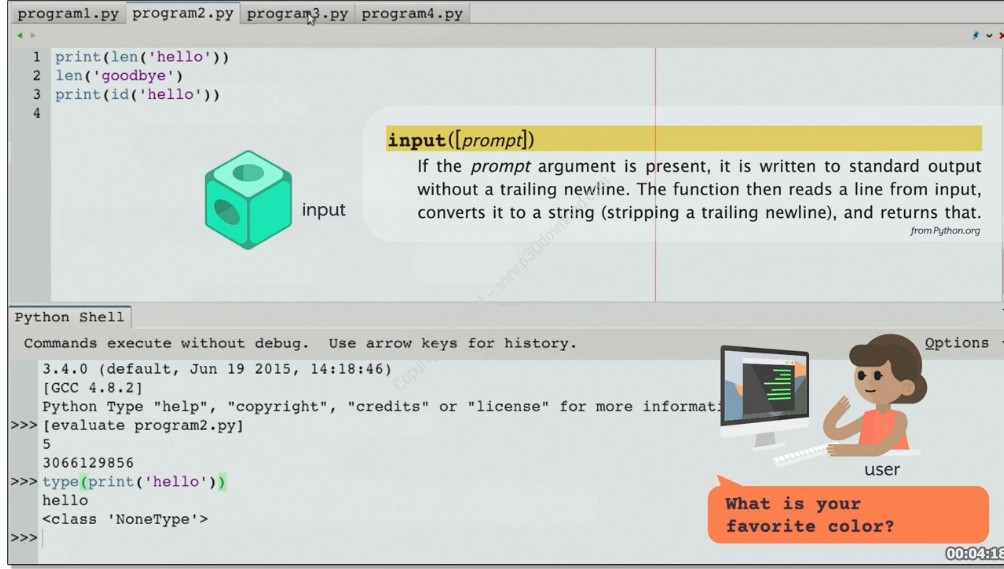 program1.py program2.py program3.py program4.py
1 print(len('hello'))
2 len('goodbye')
3 print(id('hello'))
4
input([prompt])
If the prompt argument is present, it is written to standard output
without a trailing newline. The function then reads a line from input,
converts it to a string (stripping a trailing newline), and returns that.
from Python.org
input
Python Shell
Commands execute without debug. Use arrow keys for history.
Options
3.4.0 (default, Jun 19 2015, 14:18:46)
[GCC 4.8.2]
Python Type "help", "copyright", "credits" or "license" for more informati
>>> [evaluate program2.py]
5
3066129856
>>> type(print('hello'))
hello
<class 'NoneType'>
>>>
user
What is your
favorite color?
00:04:18